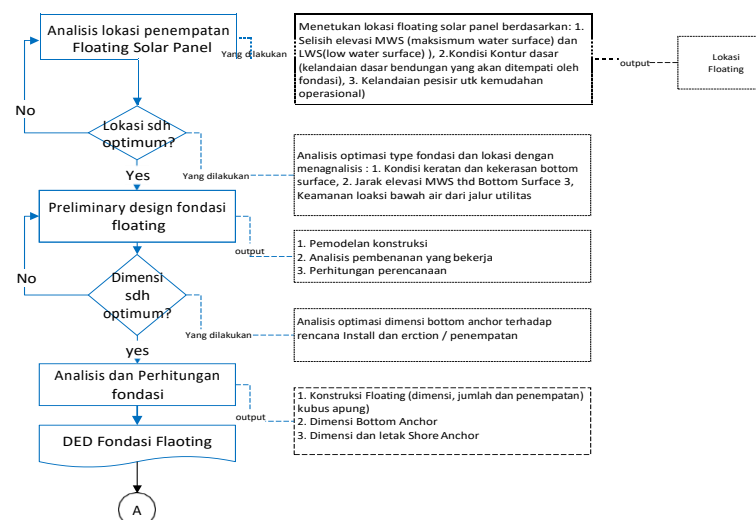 Analisis lokasi penempatan
Floating Solar Panel
Yang dilakukan
Menetukan lokasi floating solar panel berdasarkan: 1.
Selisih elevasi MWS (maksismum water surface) dan
LWS(low water surface) ), 2.Kondisi Kontur dasar
(kelandaian dasar bendungan yang akan ditempati oleh
fondasi), 3. Kelandaian pesisir utk kemudahan
operasional)
output
Lokasi
Floating
No
Lokasi sdh
optimum?
Yes
Yang dilakukan
Analisis optimasi type fondasi dan lokasi dengan
menagnalisis : 1. Kondisi keratan dan kekerasan bottom
surface, 2. Jarak elevasi MWS thd Bottom Surface 3,
Keamanan loaksi bawah air dari jalur utilitas
Preliminary design fondasi
floating
output
1. Pemodelan konstruksi
2. Analisis pembenanan yang bekerja
3. Perhitungan perencanaan
No
Dimensi
sdh
optimum?
yes
Yang dilakukan
Analisis optimasi dimensi bottom anchor terhadap
rencana Install dan erction / penempatan
Analisis dan Perhitungan
fondasi
output
1. Konstruksi Floating (dimensi, jumlah dan penempatan)
kubus apung)
2. Dimensi Bottom Anchor
3. Dimensi dan letak Shore Anchor
DED Fondasi Flaoting
A